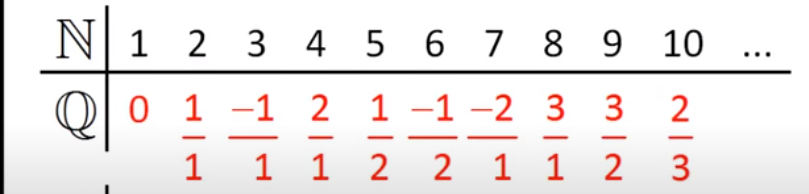 ℕ 1 2 3 4 5 6 7 8 9 10 ...
ℚ 0 1/1 −1/1 2/1 1/2 −1/2 −2/1 3/1 3/2 2/3